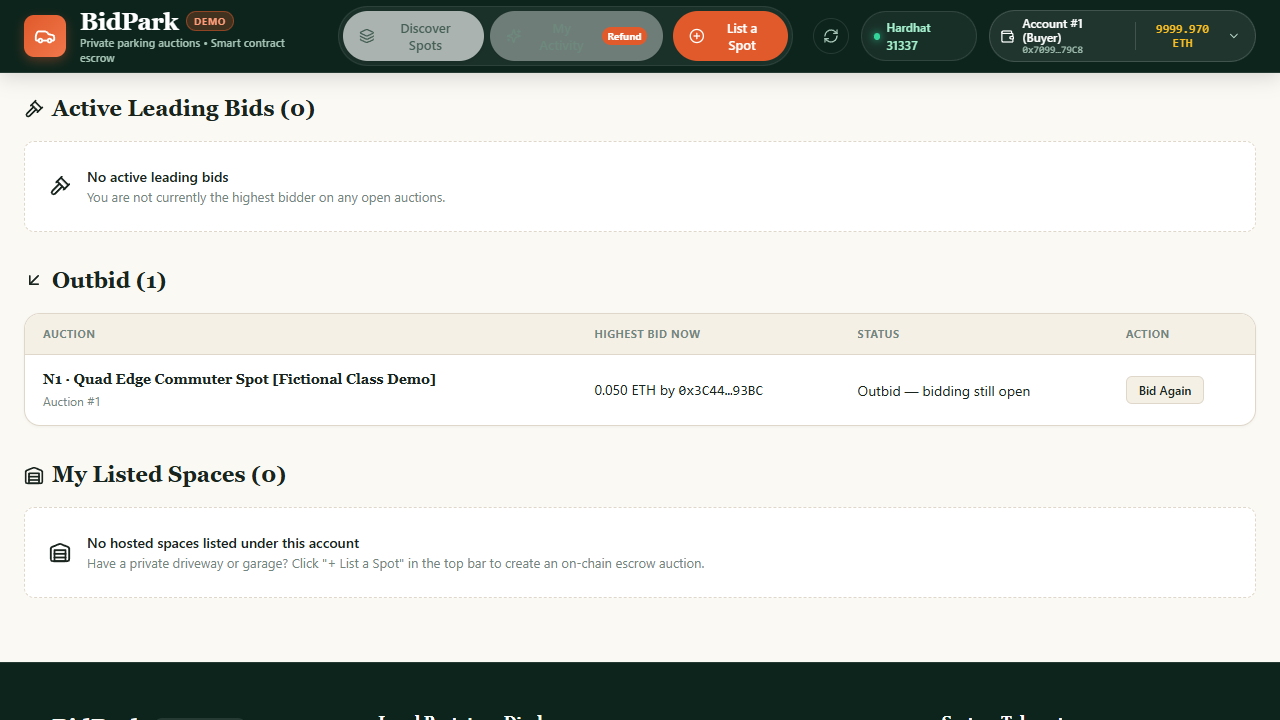 BidPark DEMO
Private parking auctions • Smart contract
escrow
Discover
Spots
My
Activity
Refund
List a
Spot
Hardhat
31337
Account #1
(Buyer)
0x7099…79C8
9999.970
ETH
Active Leading Bids (0)
No active leading bids
You are not currently the highest bidder on any open auctions.
Outbid (1)
AUCTION HIGHEST BID NOW STATUS ACTION
N1 · Quad Edge Commuter Spot [Fictional Class Demo]
Auction #1
0.050 ETH by 0x3C44…93BC
Outbid — bidding still open
Bid Again
My Listed Spaces (0)
No hosted spaces listed under this account
Have a private driveway or garage? Click "+ List a Spot" in the top bar to create an on-chain escrow auction.